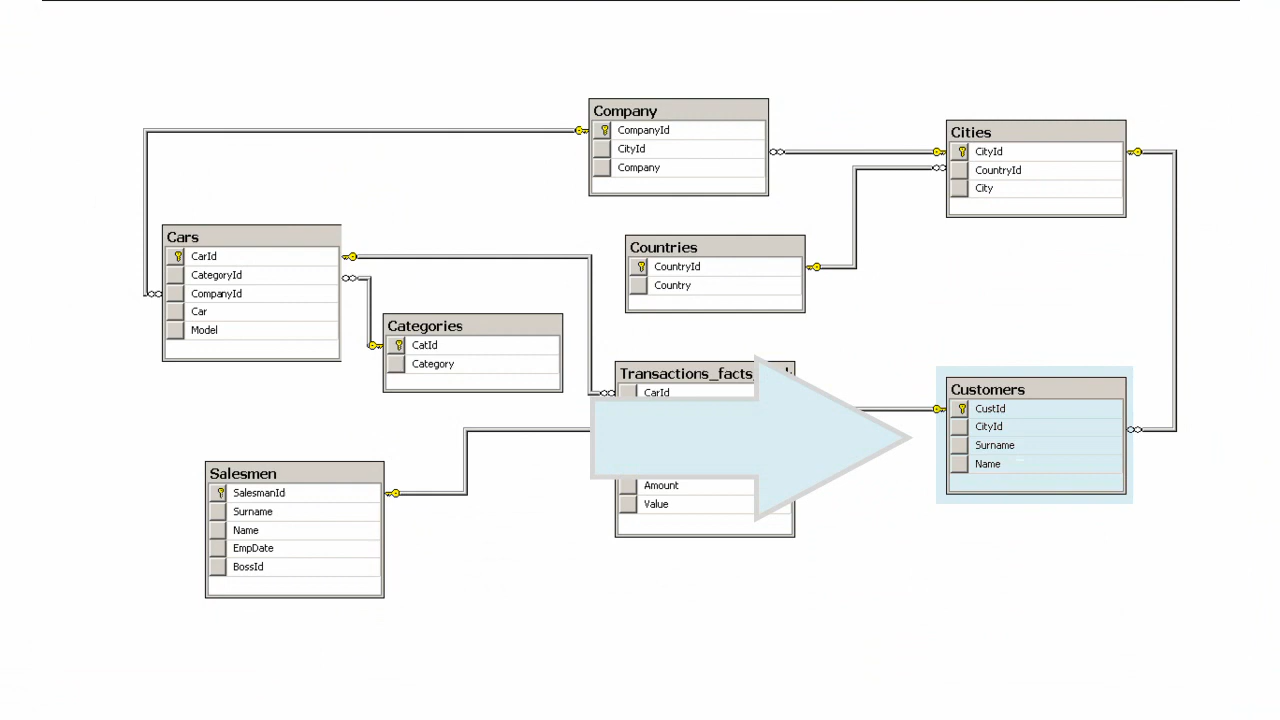 Company
CompanyId
CityId
Company
Cities
CityId
CountryId
City
Cars
CarId
CategoryId
CompanyId
Car
Model
Countries
CountryId
Country
Categories
CatId
Category
Transactions_facts_
CarId
Amount
Value
Customers
CustId
CityId
Surname
Name
Salesmen
SalesmanId
Surname
Name
EmpDate
BossId